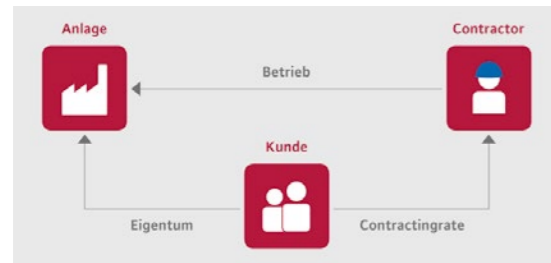 Anlage
Contractor
Betrieb
Kunde
Eigentum
Contractingrate